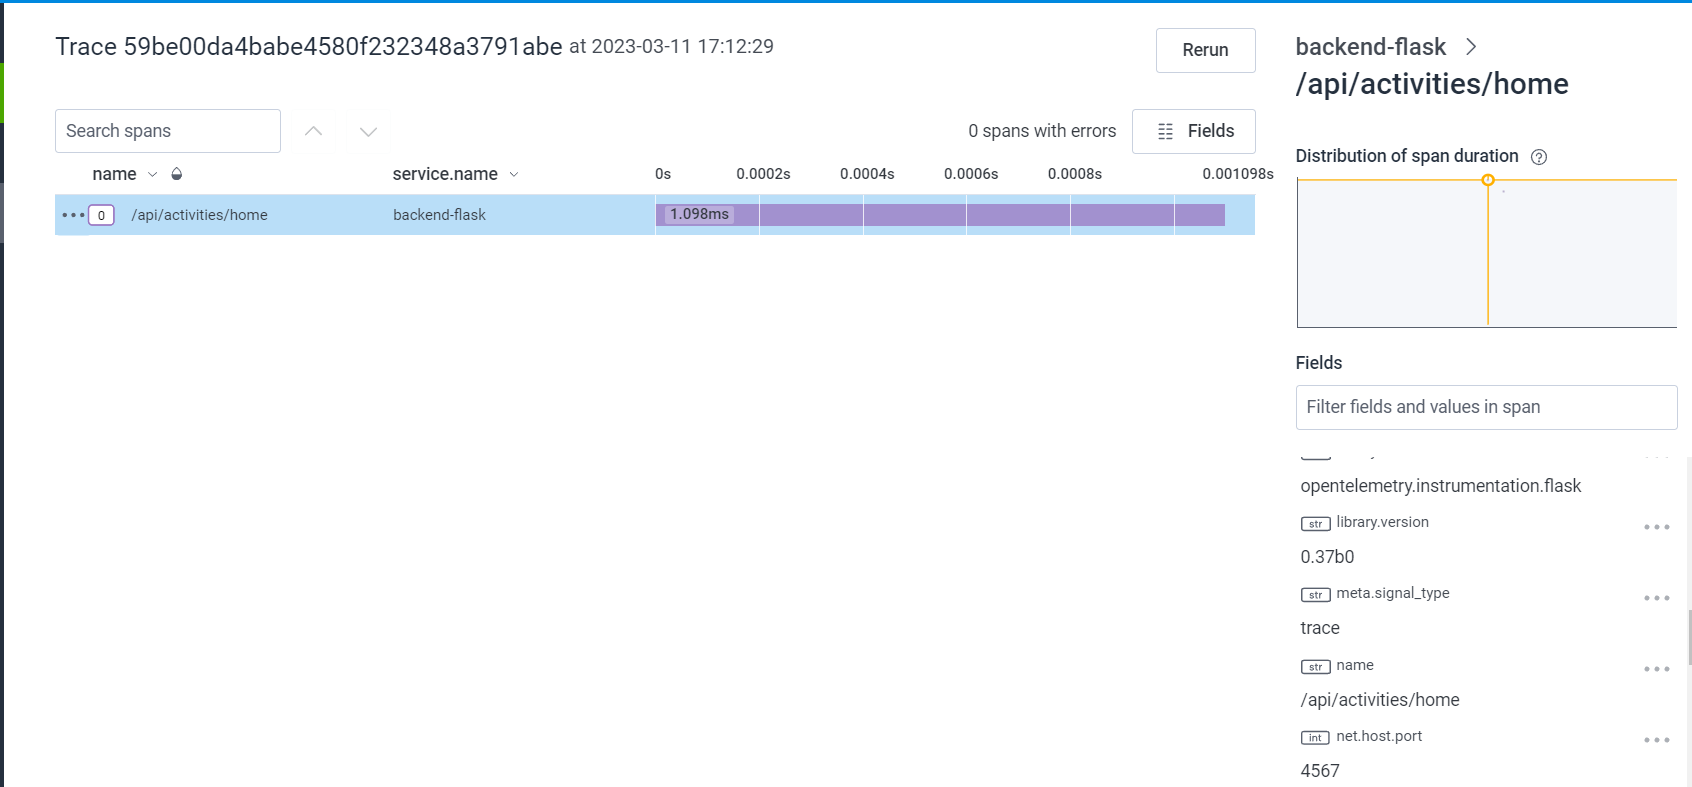 Trace 59be00da4babe4580f232348a3791abe at 2023-03-11 17:12:29
Rerun
Search spans
0 spans with errors
Fields
name service.name 0s 0.0002s 0.0004s 0.0006s 0.0008s 0.001098s
0 /api/activities/home backend-flask 1.098ms
backend-flask
/api/activities/home
Distribution of span duration
Fields
Filter fields and values in span
opentelemetry.instrumentation.flask
str library.version
0.37b0
str meta.signal_type
trace
str name
/api/activities/home
int net.host.port
4567